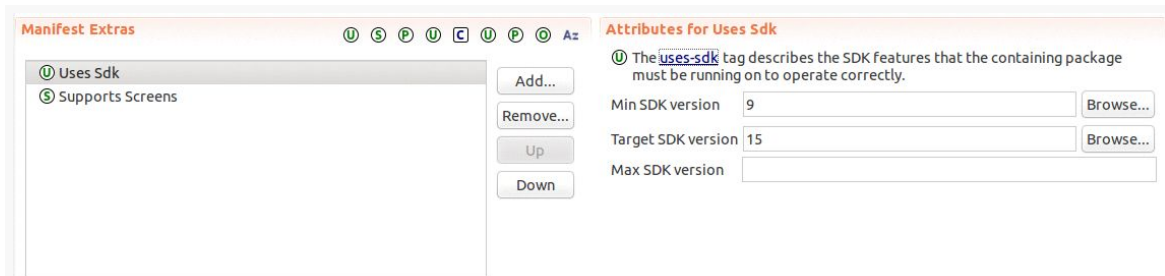 Manifest Extras
U S P U C U P O Az
U Uses Sdk
S Supports Screens
Add...
Remove...
Up
Down
Attributes for Uses Sdk
U The uses-sdk tag describes the SDK features that the containing package
must be running on to operate correctly.
Min SDK version 9 Browse...
Target SDK version 15 Browse...
Max SDK version